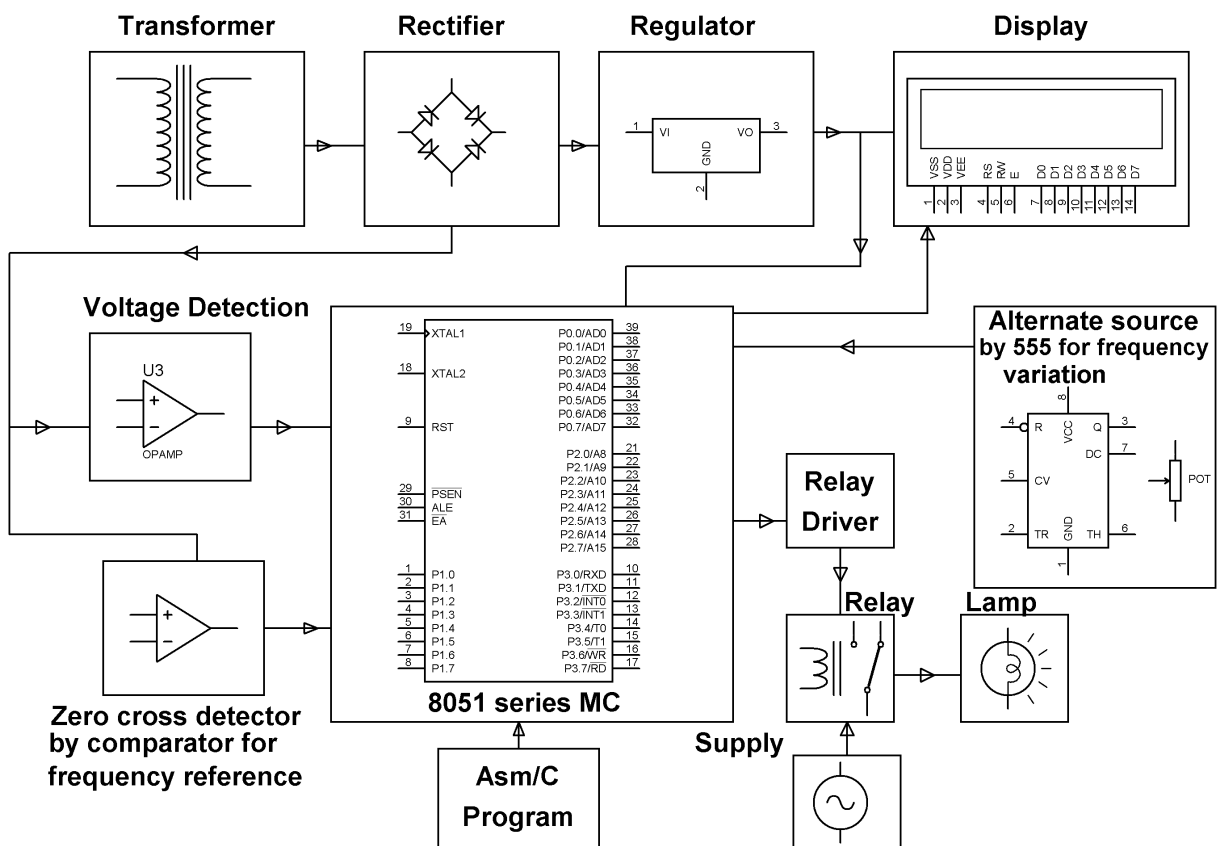 Transformer
Rectifier
Regulator
Display
1
VI
VO
3
GND
2
VSS
VDD
VEE
RS
RW
E
D0
D1
D2
D3
D4
D5
D6
D7
1
2
3
4
5
6
7
8
9
10
11
12
13
14
Voltage Detection
U3
OPAMP
19
XTAL1
18
XTAL2
9
RST
29
PSEN
30
ALE
31
EA
1
P1.0
2
P1.1
3
P1.2
4
P1.3
5
P1.4
6
P1.5
7
P1.6
8
P1.7
P0.0/AD0
39
P0.1/AD1
38
P0.2/AD2
37
P0.3/AD3
36
P0.4/AD4
35
P0.5/AD5
34
P0.6/AD6
33
P0.7/AD7
32
P2.0/A8
21
P2.1/A9
22
P2.2/A10
23
P2.3/A11
24
P2.4/A12
25
P2.5/A13
26
P2.6/A14
27
P2.7/A15
28
P3.0/RXD
10
P3.1/TXD
11
P3.2/INT0
12
P3.3/INT1
13
P3.4/T0
14
P3.5/T1
15
P3.6/WR
16
P3.7/RD
17
8051 series MC
Alternate source
by 555 for frequency
variation
8
VCC
4
R
Q
3
DC
7
5
CV
2
TR
GND
TH
6
1
POT
Relay
Driver
Relay
Lamp
Zero cross detector
by comparator for
frequency reference
Supply
Asm/C
Program